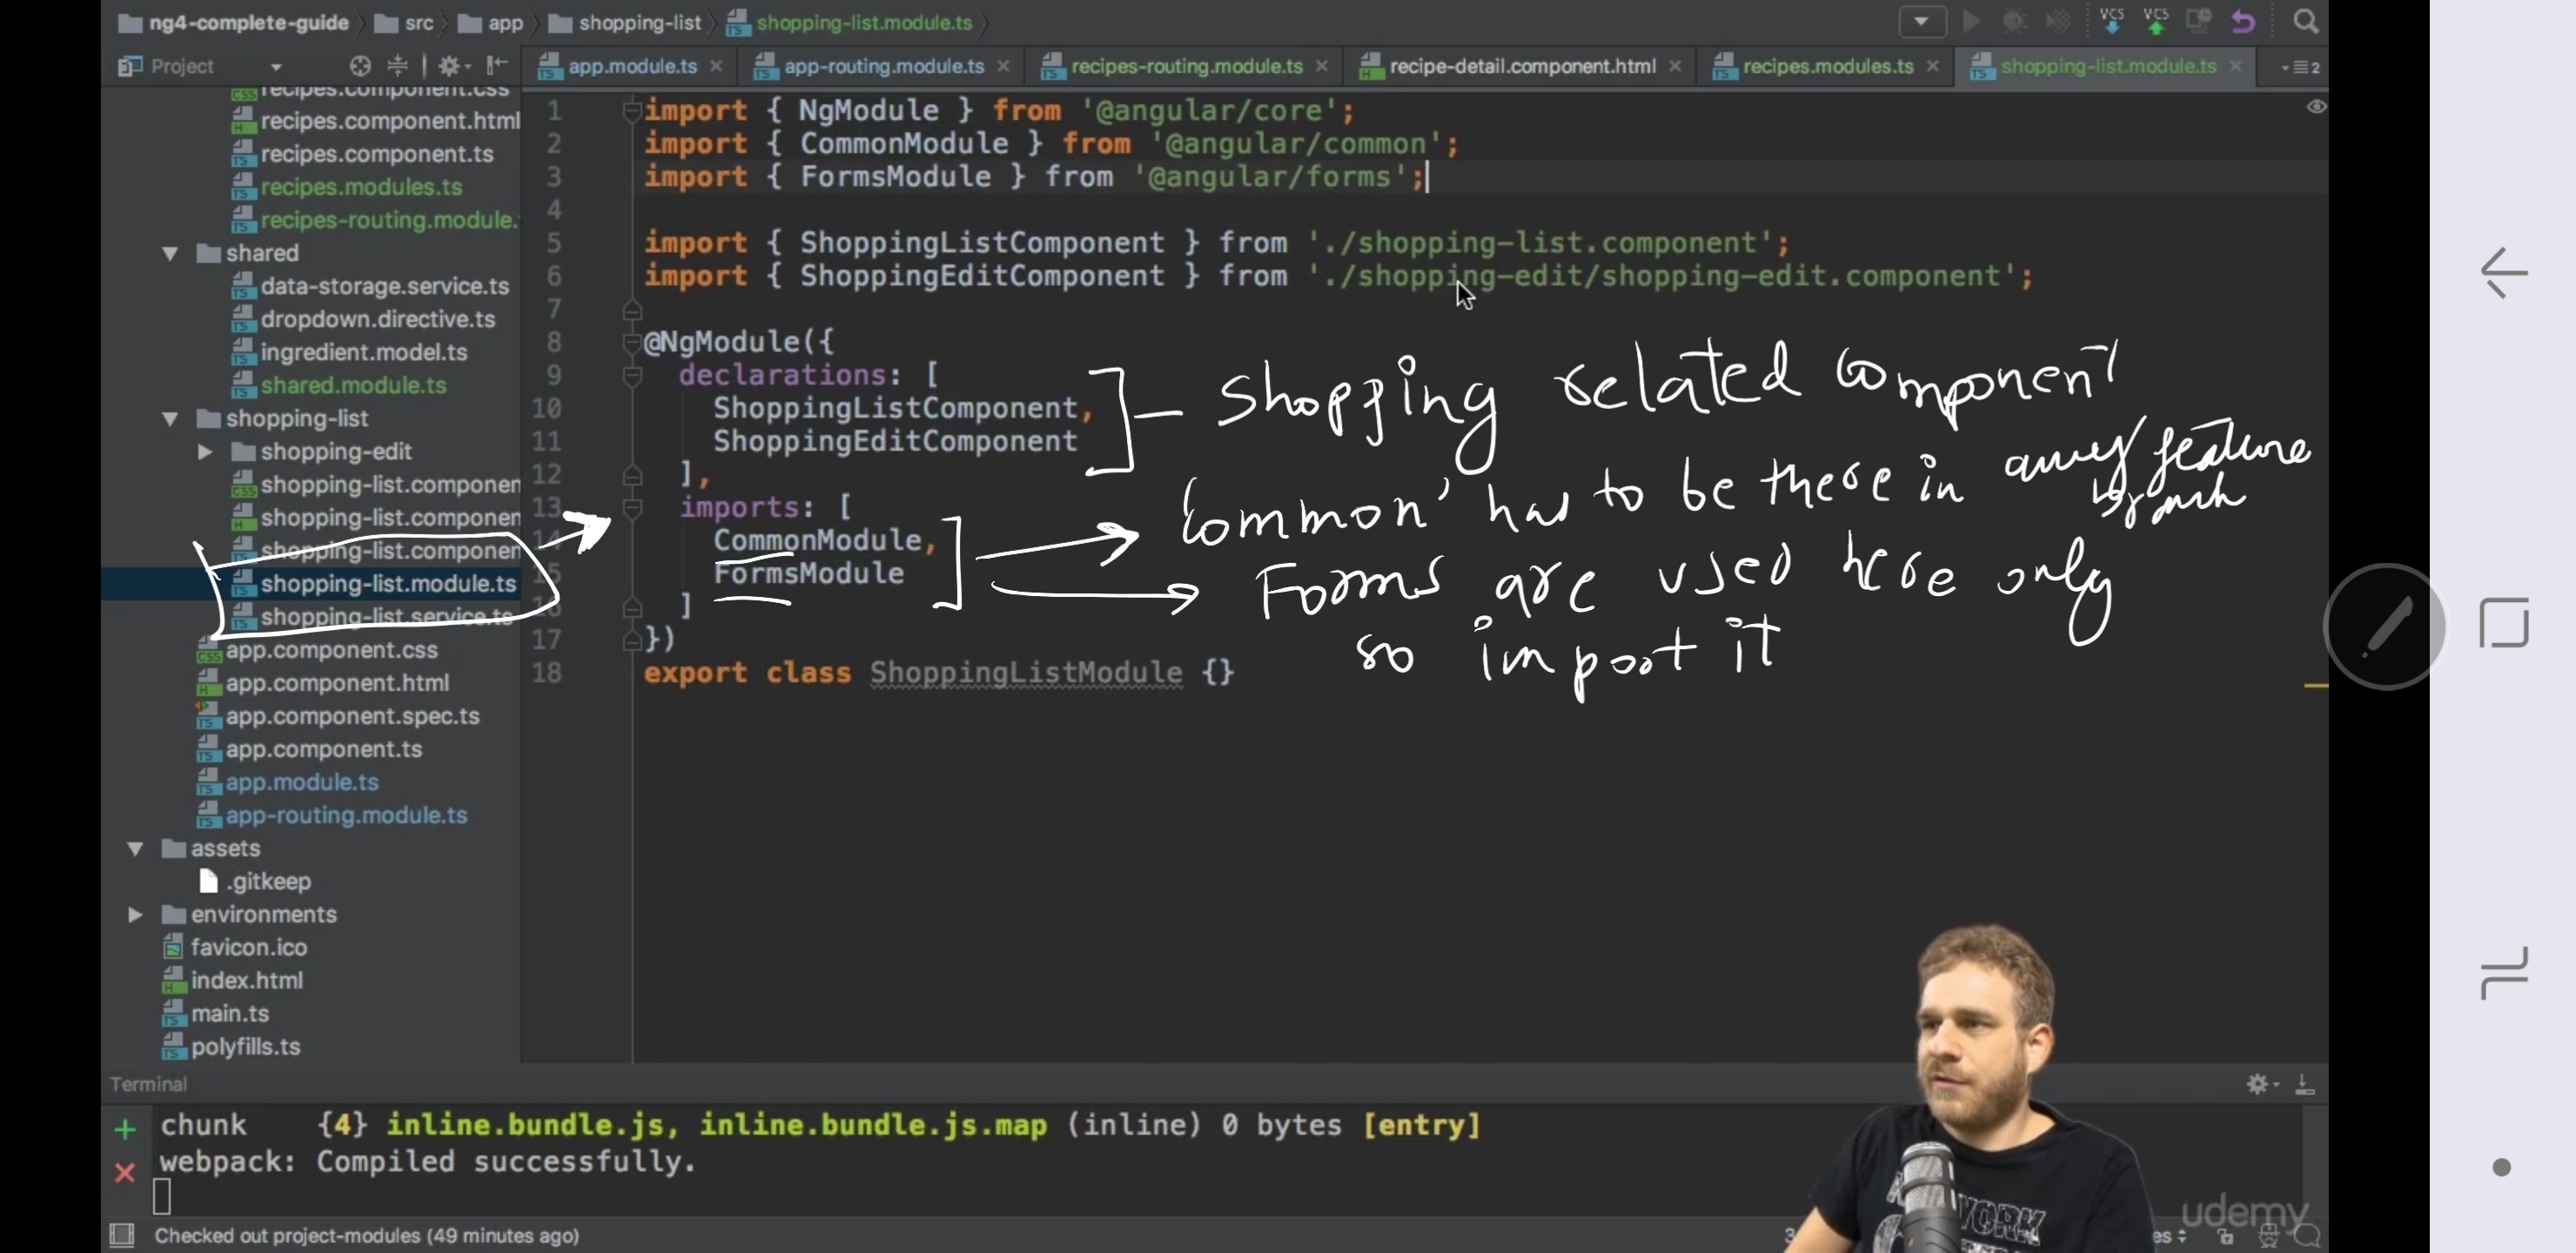 ng4-complete-guide src app shopping-list shopping-list.module.ts
VCS VCS
Project
app.module.ts app-routing.module.ts recipes-routing.module.ts recipe-detail.component.html recipes.modules.ts shopping-list.module.ts 2
recipes.component.css
recipes.component.html
recipes.component.ts
recipes.modules.ts
recipes-routing.module.
shared
data-storage.service.ts
dropdown.directive.ts
ingredient.model.ts
shared.module.ts
shopping-list
shopping-edit
shopping-list.componen
shopping-list.componen
shopping-list.componen
shopping-list.module.ts
shopping-list.service.ts
app.component.css
app.component.html
app.component.spec.ts
app.component.ts
app.module.ts
app-routing.module.ts
assets
.gitkeep
environments
favicon.ico
index.html
main.ts
polyfills.ts
1 import { NgModule } from '@angular/core';
2 import { CommonModule } from '@angular/common';
3 import { FormsModule } from '@angular/forms';
4
5 import { ShoppingListComponent } from './shopping-list.component';
6 import { ShoppingEditComponent } from './shopping-edit/shopping-edit.component';
7
8 @NgModule({
9 declarations: [
10 ShoppingListComponent,
11 ShoppingEditComponent
12 ],
13 imports: [
14 CommonModule,
15 FormsModule
16 ]
17 })
18 export class ShoppingListModule {}
Shopping related component
'Common' has to be there in feature
Forms are used here only
so import it
Terminal
chunk {4} inline.bundle.js, inline.bundle.js.map (inline) 0 bytes [entry]
webpack: Compiled successfully.
Checked out project-modules (49 minutes ago)
udemy